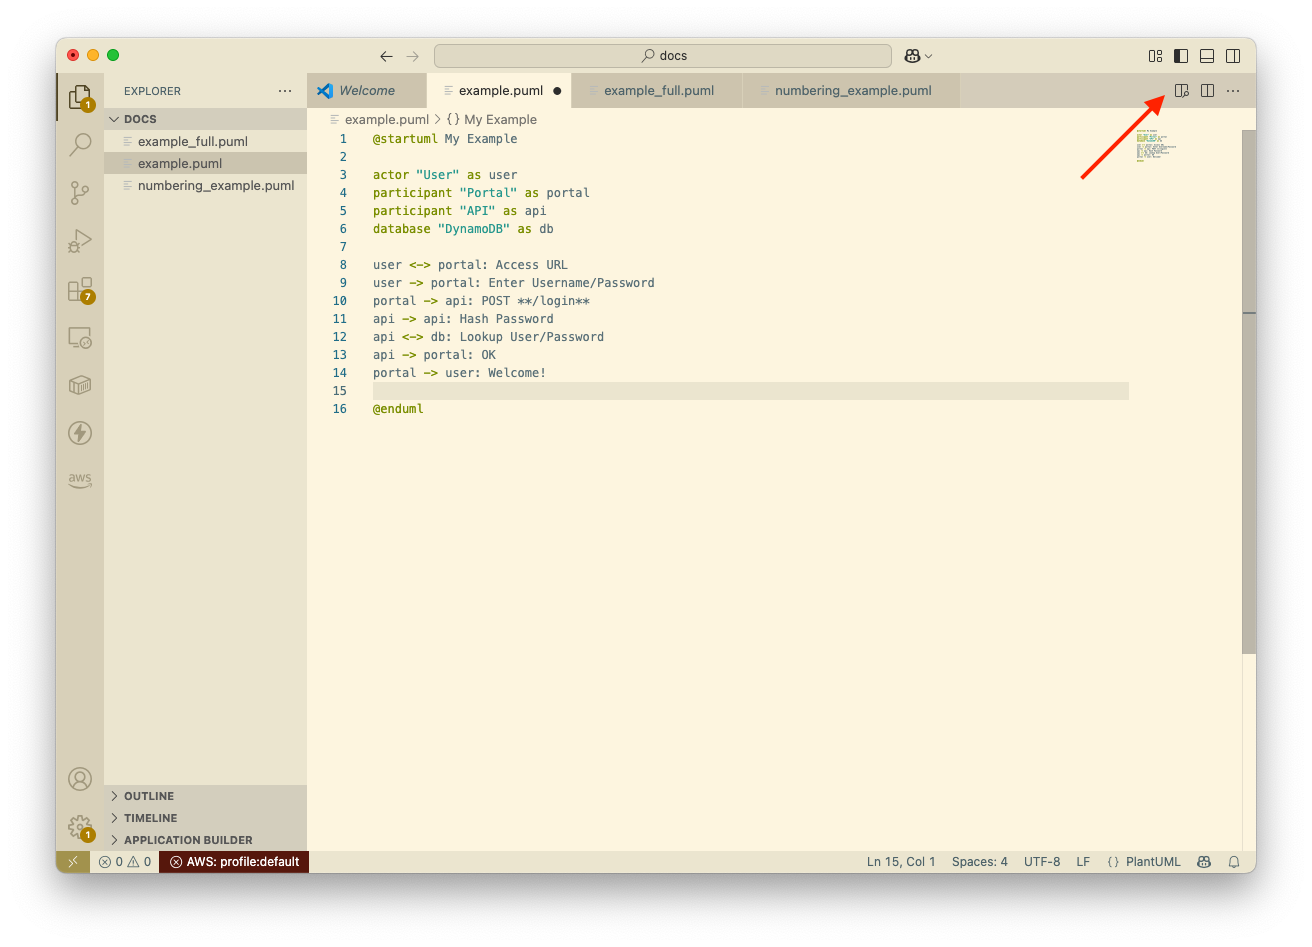 docs
EXPLORER
Welcome
example.puml
example_full.puml
numbering_example.puml
1
DOCS
example.puml > {} My Example
example_full.puml
example.puml
numbering_example.puml
1 @startuml My Example
2
3 actor "User" as user
4 participant "Portal" as portal
5 participant "API" as api
6 database "DynamoDB" as db
7
8 user <-> portal: Access URL
9 user -> portal: Enter Username/Password
10 portal -> api: POST **/login**
11 api -> api: Hash Password
12 api <-> db: Lookup User/Password
13 api -> portal: OK
14 portal -> user: Welcome!
15
16 @enduml
7
aws
OUTLINE
TIMELINE
APPLICATION BUILDER
1
0 0 AWS: profile:default Ln 15, Col 1 Spaces: 4 UTF-8 LF {} PlantUML